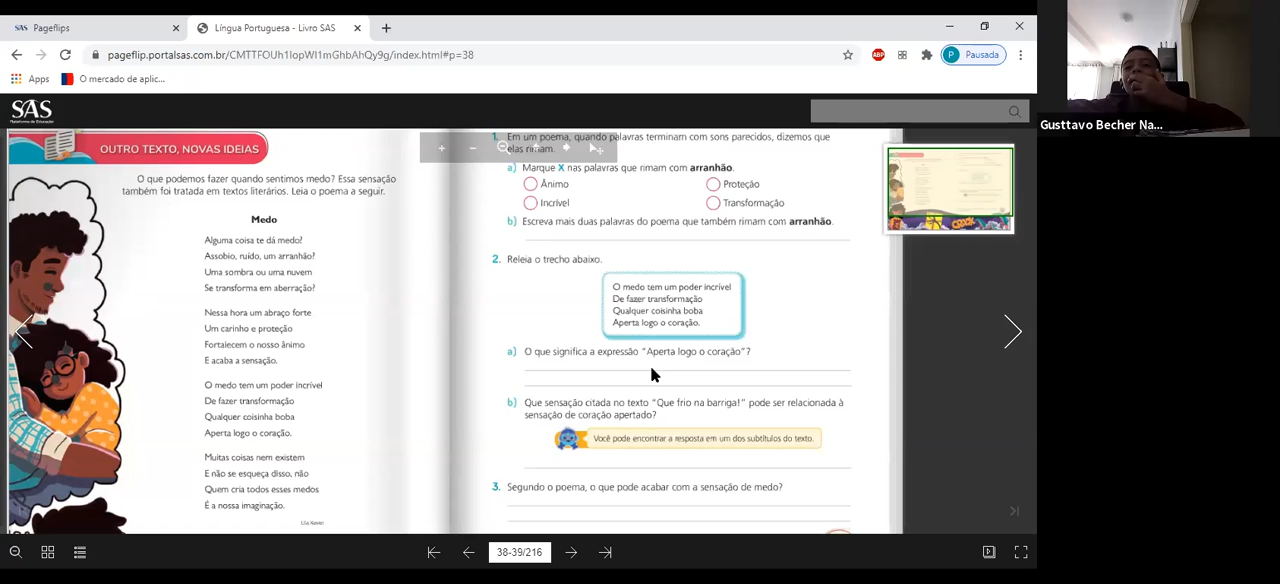 SAS Pageflips
Língua Portuguesa - Livro SAS
pageflip.portalsas.com.br/CMTTFOUh1lopWl1mGhbAhQy9g/index.html#p=38
ABP
P Pausada
Apps
O mercado de aplic...
Gusttavo Becher Na...
SAS
Plataforma de Educação
OUTRO TEXTO, NOVAS IDEIAS
O que podemos fazer quando sentimos medo? Essa sensação
também foi tratada em textos literários. Leia o poema a seguir.
Medo
Alguma coisa te dá medo?
Assobio, ruído, um arranhão?
Uma sombra ou uma nuvem
Se transforma em aberração?
Nessa hora um abraço forte
Um carinho e proteção
Fortalecem o nosso ânimo
E acaba a sensação.
O medo tem um poder incrível
De fazer transformação
Qualquer coisinha boba
Aperta logo o coração.
Muitas coisas nem existem
E não se esqueça disso, não
Quem cria todos esses medos
É a nossa imaginação.
1. Em um poema, quando palavras terminam com sons parecidos, dizemos que
elas rimam.
a) Marque X nas palavras que rimam com arranhão.
Ânimo
Proteção
Incrível
Transformação
b) Escreva mais duas palavras do poema que também rimam com arranhão.
2. Releia o trecho abaixo.
O medo tem um poder incrível
De fazer transformação
Qualquer coisinha boba
Aperta logo o coração.
a) O que significa a expressão "Aperta logo o coração"?
b) Que sensação citada no texto "Que frio na barriga!" pode ser relacionada à
sensação de coração apertado?
Você pode encontrar a resposta em um dos subtítulos do texto.
3. Segundo o poema, o que pode acabar com a sensação de medo?
38-39/216